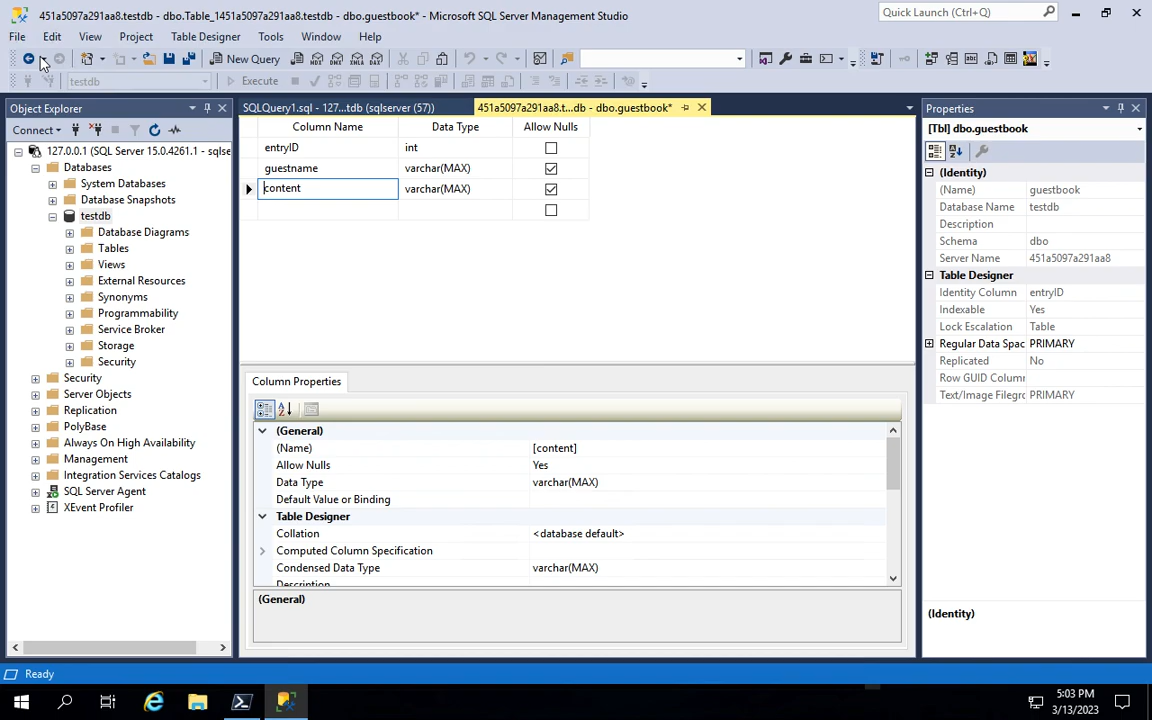 451a5097a291aa8.testdb - dbo.Table_1451a5097a291aa8.testdb - dbo.guestbook* - Microsoft SQL Server Management Studio
Quick Launch (Ctrl+Q)
File Edit View Project Table Designer Tools Window Help
New Query
MDX DMX XMLA DAX
testdb Execute
Object Explorer
SQLQuery1.sql - 127...tdb (sqlserver (57))
451a5097a291aa8.t...db - dbo.guestbook*
Properties
Connect
Column Name Data Type Allow Nulls
[Tbl] dbo.guestbook
127.0.0.1 (SQL Server 15.0.4261.1 - sqlse
entryID int
guestname varchar(MAX)
content varchar(MAX)
Databases
System Databases
Database Snapshots
testdb
Database Diagrams
Tables
Views
External Resources
Synonyms
Programmability
Service Broker
Storage
Security
Security
Server Objects
Replication
PolyBase
Always On High Availability
Management
Integration Services Catalogs
SQL Server Agent
XEvent Profiler
(Identity)
(Name) guestbook
Database Name testdb
Description
Schema dbo
Server Name 451a5097a291aa8
Table Designer
Identity Column entryID
Indexable Yes
Lock Escalation Table
Regular Data Spac PRIMARY
Replicated No
Row GUID Column
Text/Image Filegro PRIMARY
(Identity)
Column Properties
(General)
(Name) [content]
Allow Nulls Yes
Data Type varchar(MAX)
Default Value or Binding
Table Designer
Collation <database default>
Computed Column Specification
Condensed Data Type varchar(MAX)
Description
(General)
Ready
5:03 PM
3/13/2023